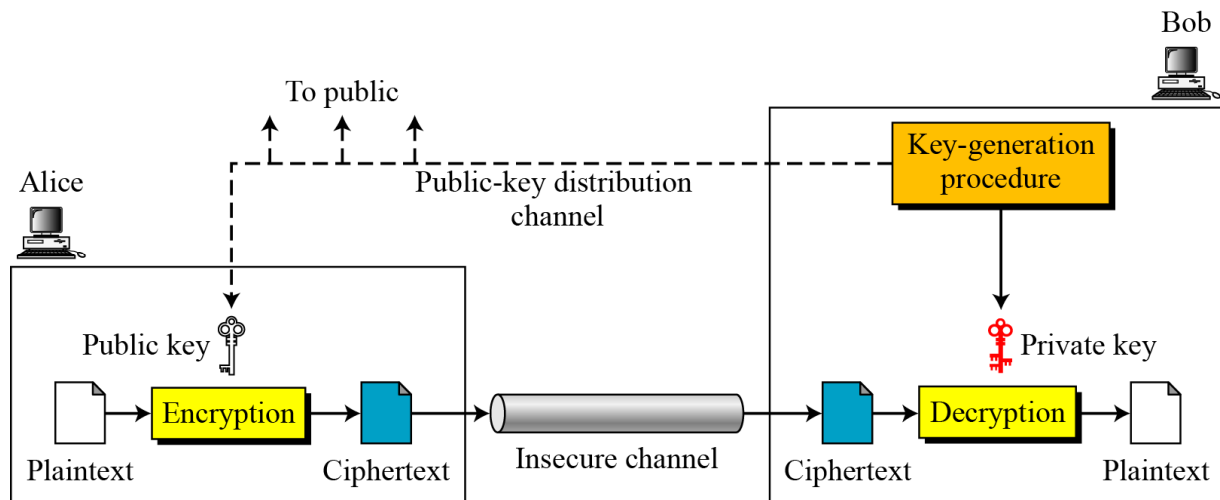 Bob
To public
Key-generation
procedure
Public-key distribution
channel
Alice
Public key
Private key
Encryption
Decryption
Plaintext
Ciphertext
Insecure channel
Ciphertext
Plaintext